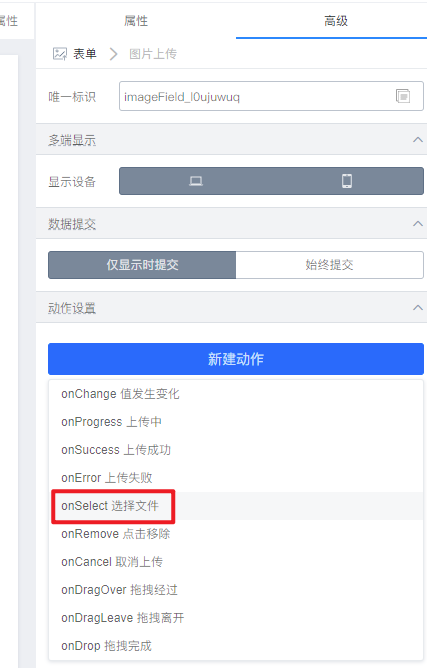 属性
属性 高级
表单 图片上传
唯一标识 imageField_l0ujuwuq
多端显示
显示设备
数据提交
仅显示时提交 始终提交
动作设置
新建动作
onChange 值发生变化
onProgress 上传中
onSuccess 上传成功
onError 上传失败
onSelect 选择文件
onRemove 点击移除
onCancel 取消上传
onDragOver 拖拽经过
onDragLeave 拖拽离开
onDrop 拖拽完成